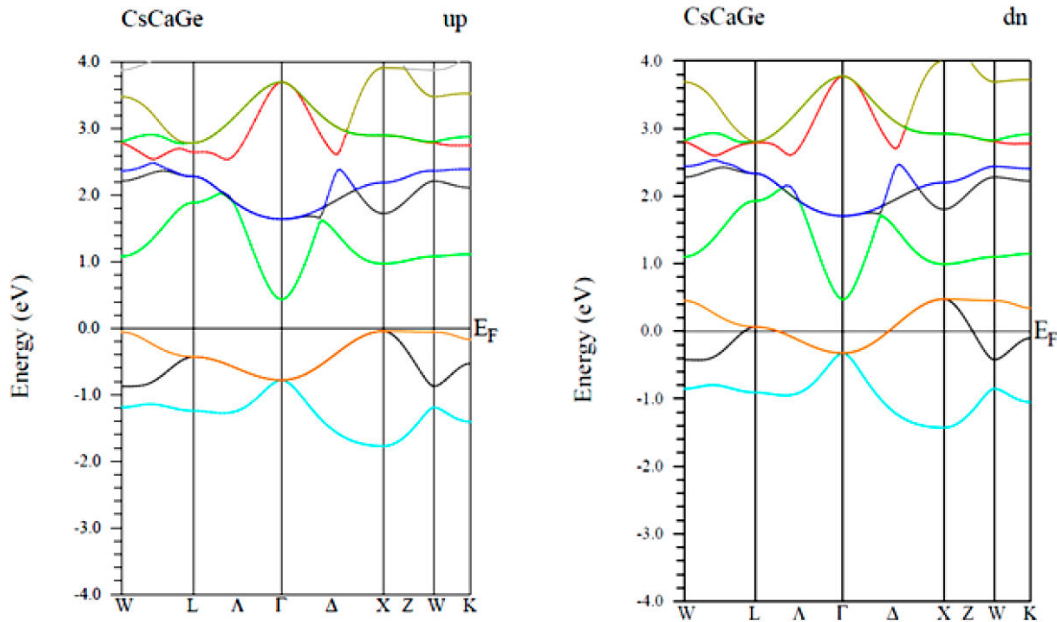 CsCaGe up
4.0
3.0
2.0
1.0
0.0
-1.0
-2.0
-3.0
-4.0
Energy (eV)
E_F
W L Λ Γ Δ X Z W K
CsCaGe dn
4.0
3.0
2.0
1.0
0.0
-1.0
-2.0
-3.0
-4.0
Energy (eV)
E_F
W L Λ Γ Δ X Z W K